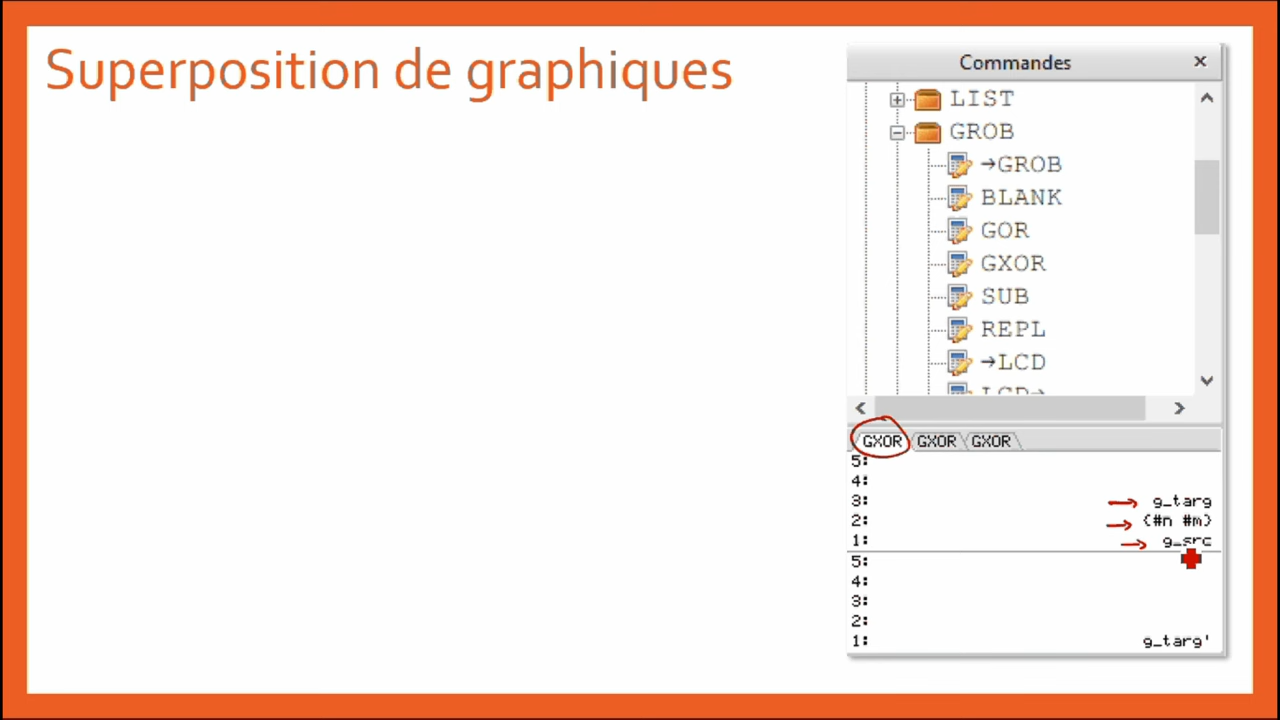 Superposition de graphiques
Commandes
LIST
GROB
→GROB
BLANK
GOR
GXOR
SUB
REPL
→LCD
LCD→
GXOR GXOR GXOR
5:
4:
3: g_targ
2: {#n #m}
1: g_src
5:
4:
3:
2:
1: g_targ'